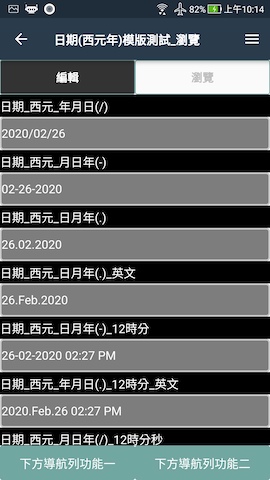 82% 上午10:14
日期(西元年)模版測試_瀏覽
編輯 瀏覽
日期_西元_年月日(/)
2020/02/26
日期_西元_月日年(-)
02-26-2020
日期_西元_日月年(.)
26.02.2020
日期_西元_日月年(.)_英文
26.Feb.2020
日期_西元_日月年(-)_12時分
26-02-2020 02:27 PM
日期_西元_年月日(.)_12時分_英文
2020.Feb.26 02:27 PM
日期_西元_月日年(/)_12時分秒
下方導航列功能一 下方導航列功能二